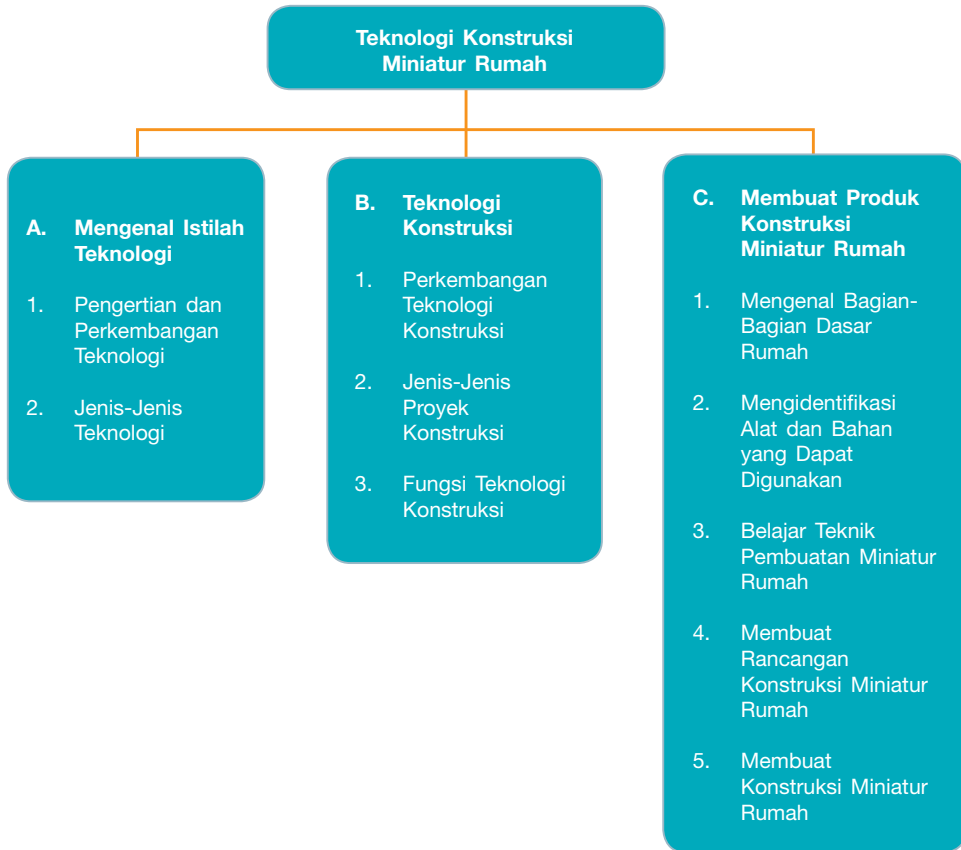 Teknologi Konstruksi
Miniatur Rumah
A. Mengenal Istilah
Teknologi
1. Pengertian dan
Perkembangan
Teknologi
2. Jenis-Jenis
Teknologi
B. Teknologi
Konstruksi
1. Perkembangan
Teknologi
Konstruksi
2. Jenis-Jenis
Proyek
Konstruksi
3. Fungsi Teknologi
Konstruksi
C. Membuat Produk
Konstruksi
Miniatur Rumah
1. Mengenal Bagian-
Bagian Dasar
Rumah
2. Mengidentifikasi
Alat dan Bahan
yang Dapat
Digunakan
3. Belajar Teknik
Pembuatan Miniatur
Rumah
4. Membuat
Rancangan
Konstruksi Miniatur
Rumah
5. Membuat
Konstruksi Miniatur
Rumah